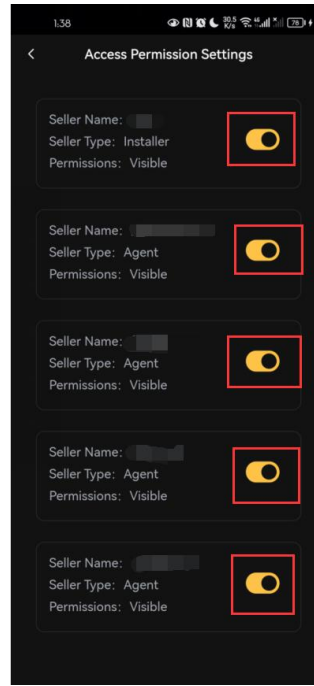 1:38
30.5
K/s
4G
78
Access Permission Settings
Seller Name:
Seller Type: Installer
Permissions: Visible
Seller Name:
Seller Type: Agent
Permissions: Visible
Seller Name:
Seller Type: Agent
Permissions: Visible
Seller Name:
Seller Type: Agent
Permissions: Visible
Seller Name:
Seller Type: Agent
Permissions: Visible